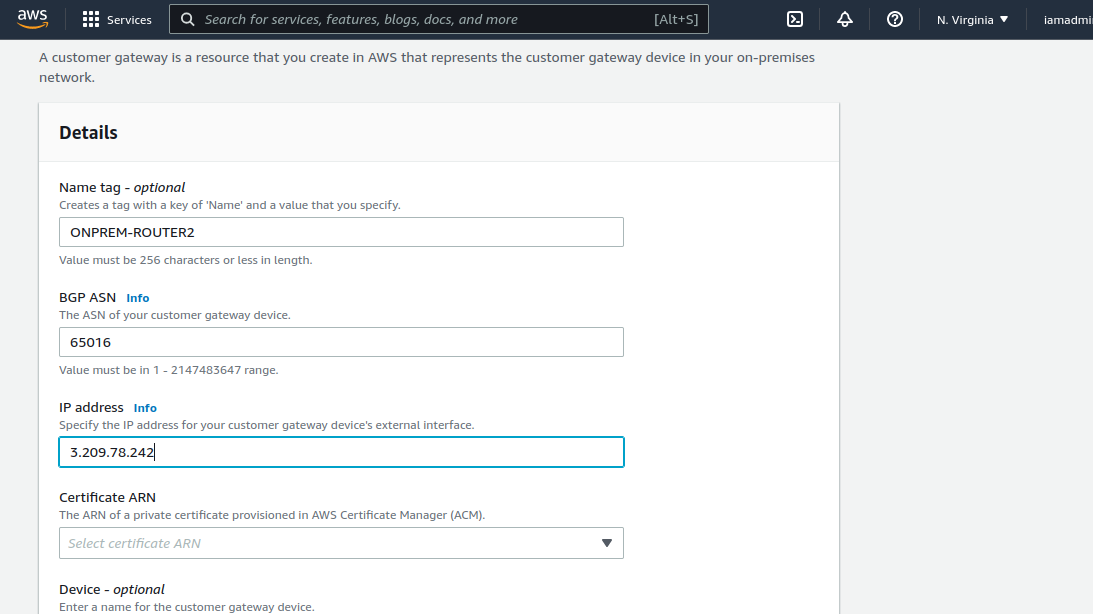 aws
Services
Search for services, features, blogs, docs, and more
[Alt+S]
N. Virginia
iamadmi
A customer gateway is a resource that you create in AWS that represents the customer gateway device in your on-premises
network.
Details
Name tag - optional
Creates a tag with a key of 'Name' and a value that you specify.
ONPREM-ROUTER2
Value must be 256 characters or less in length.
BGP ASN Info
The ASN of your customer gateway device.
65016
Value must be in 1 - 2147483647 range.
IP address Info
Specify the IP address for your customer gateway device's external interface.
3.209.78.242
Certificate ARN
The ARN of a private certificate provisioned in AWS Certificate Manager (ACM).
Select certificate ARN
Device - optional
Enter a name for the customer gateway device.